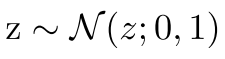 z ∼ 𝒩(z; 0, 1)